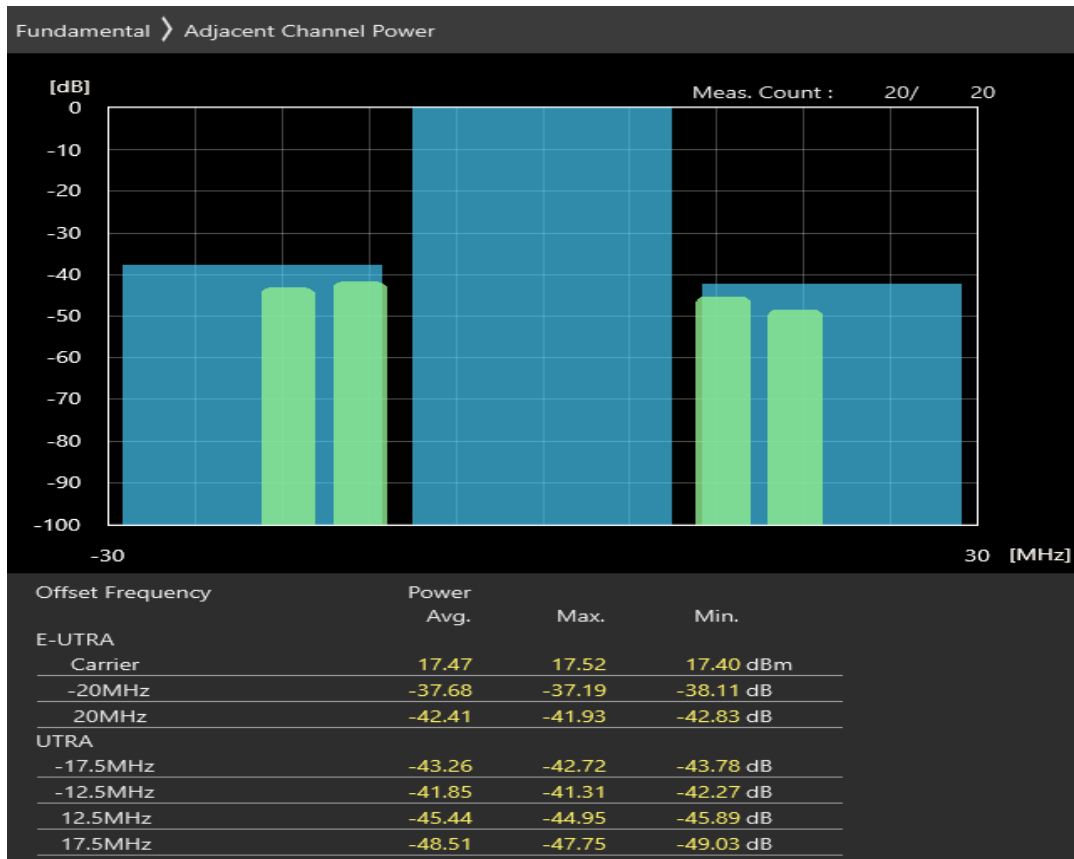 Fundamental ❯ Adjacent Channel Power
[dB]
Meas. Count : 20/ 20
0
-10
-20
-30
-40
-50
-60
-70
-80
-90
-100
-30 30 [MHz]
Offset Frequency Power
Avg. Max. Min.
E-UTRA
Carrier 17.47 17.52 17.40 dBm
-20MHz -37.68 -37.19 -38.11 dB
20MHz -42.41 -41.93 -42.83 dB
UTRA
-17.5MHz -43.26 -42.72 -43.78 dB
-12.5MHz -41.85 -41.31 -42.27 dB
12.5MHz -45.44 -44.95 -45.89 dB
17.5MHz -48.51 -47.75 -49.03 dB